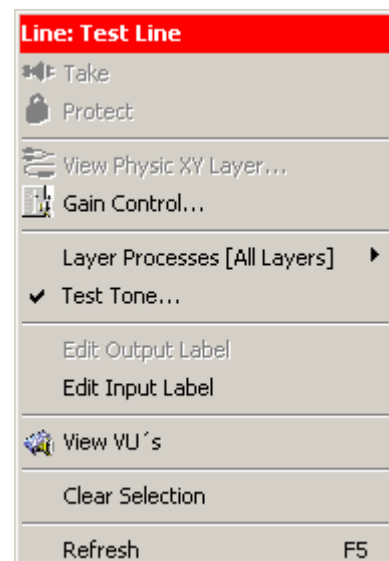 Line: Test Line
Take
Protect
View Physic XY Layer...
Gain Control...
Layer Processes [All Layers]
Test Tone...
Edit Output Label
Edit Input Label
View VU´s
Clear Selection
Refresh F5